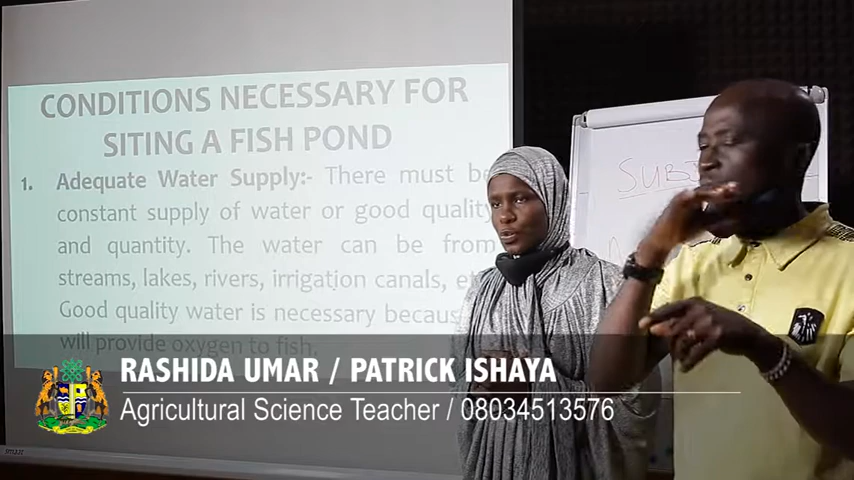 CONDITIONS NECESSARY FOR
SITING A FISH POND
1. Adequate Water Supply:- There must be
constant supply of water or good quality
and quantity. The water can be from
streams, lakes, rivers, irrigation canals, et
Good quality water is necessary becaus
will provide oxygen to fish.
SUBJ
RASHIDA UMAR / PATRICK ISHAYA
Agricultural Science Teacher / 08034513576